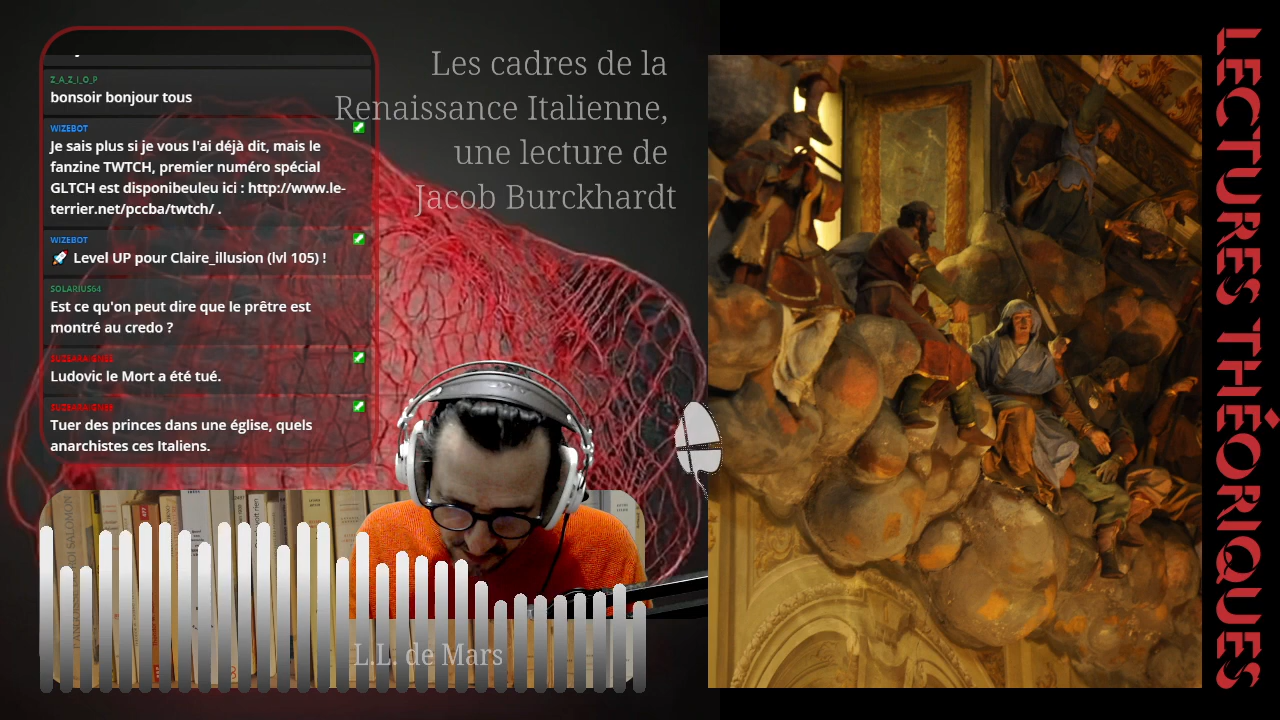 Z_A_Z_I_O_P
bonsoir bonjour tous
WIZEBOT
Je sais plus si je vous l'ai déjà dit, mais le
fanzine TWTCH, premier numéro spécial
GLTCH est disponibeuleu ici : http://www.le-
terrier.net/pccba/twtch/ .
WIZEBOT
🚀 Level UP pour Claire_illusion (lvl 105) !
SOLARIUS64
Est ce qu'on peut dire que le prêtre est
montré au credo ?
SUZEARAIGNEE
Ludovic le Mort a été tué.
SUZEARAIGNEE
Tuer des princes dans une église, quels
anarchistes ces Italiens.
Les cadres de la
Renaissance Italienne,
une lecture de
Jacob Burckhardt
L.L. de Mars
LECTURES THÉORIQUES